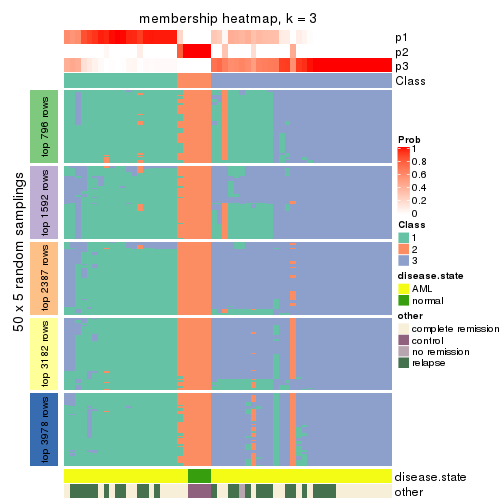 membership heatmap, k = 3
p1
p2
p3
Class
50 x 5 random samplings
top 796 rows
top 1592 rows
top 2387 rows
top 3182 rows
top 3978 rows
Prob
1
0.8
0.6
0.4
0.2
0
Class
1
2
3
disease.state
AML
normal
other
complete remission
control
no remission
relapse
disease.state
other